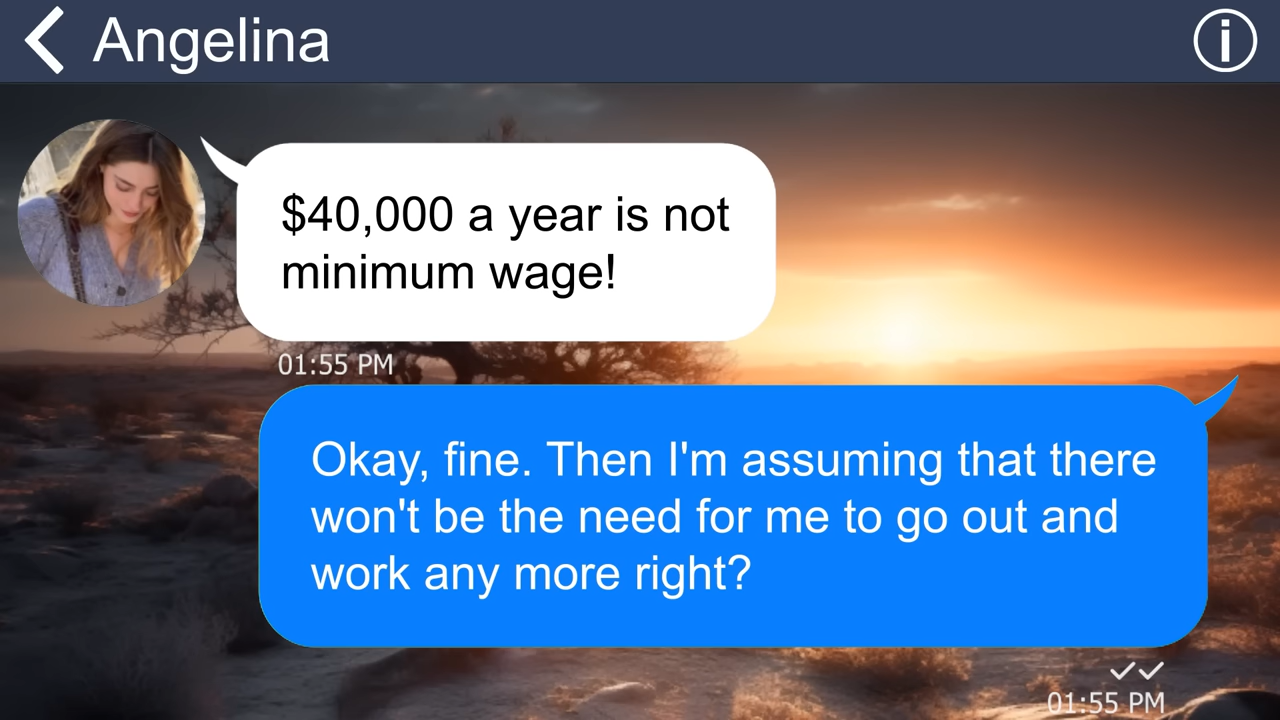 Angelina
$40,000 a year is not
minimum wage!
01:55 PM
Okay, fine. Then I'm assuming that there
won't be the need for me to go out and
work any more right?
01:55 PM